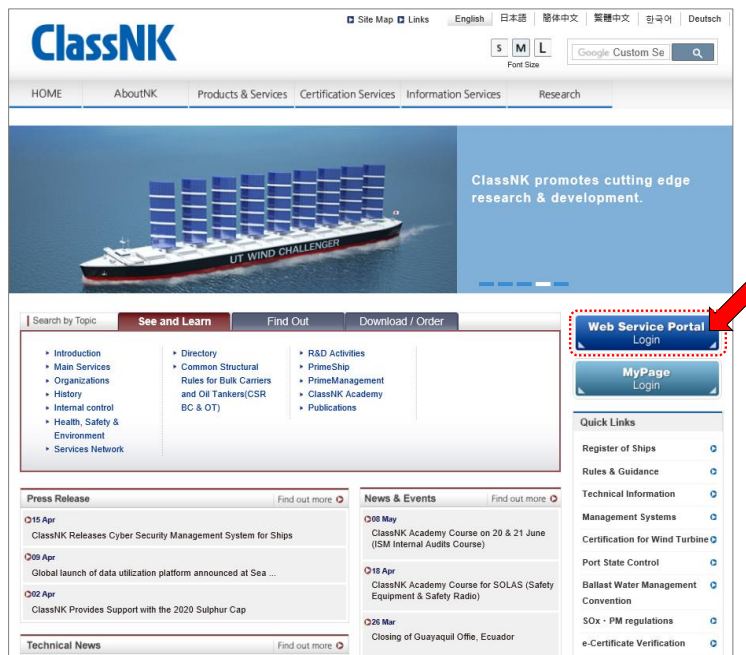 Site Map Links English 日本語 簡体中文 繁體中文 한국어 Deutsch
ClassNK
S M L
Font Size
Google Custom Se
HOME AboutNK Products & Services Certification Services Information Services Research
ClassNK promotes cutting edge
research & development.
UT WIND CHALLENGER
Search by Topic See and Learn Find Out Download / Order
Introduction
Main Services
Organizations
History
Internal control
Health, Safety &
Environment
Services Network
Directory
Common Structural
Rules for Bulk Carriers
and Oil Tankers(CSR
BC & OT)
R&D Activities
PrimeShip
PrimeManagement
ClassNK Academy
Publications
Web Service Portal
Login
MyPage
Login
Quick Links
Register of Ships
Rules & Guidance
Technical Information
Management Systems
Certification for Wind Turbine
Port State Control
Ballast Water Management
Convention
SOx・PM regulations
e-Certificate Verification
Press Release Find out more
15 Apr
ClassNK Releases Cyber Security Management System for Ships
09 Apr
Global launch of data utilization platform announced at Sea ...
02 Apr
ClassNK Provides Support with the 2020 Sulphur Cap
Technical News Find out more
News & Events Find out more
08 May
ClassNK Academy Course on 20 & 21 June
(ISM Internal Audits Course)
18 Apr
ClassNK Academy Course for SOLAS (Safety
Equipment & Safety Radio)
26 Mar
Closing of Guayaquil Offie, Ecuador